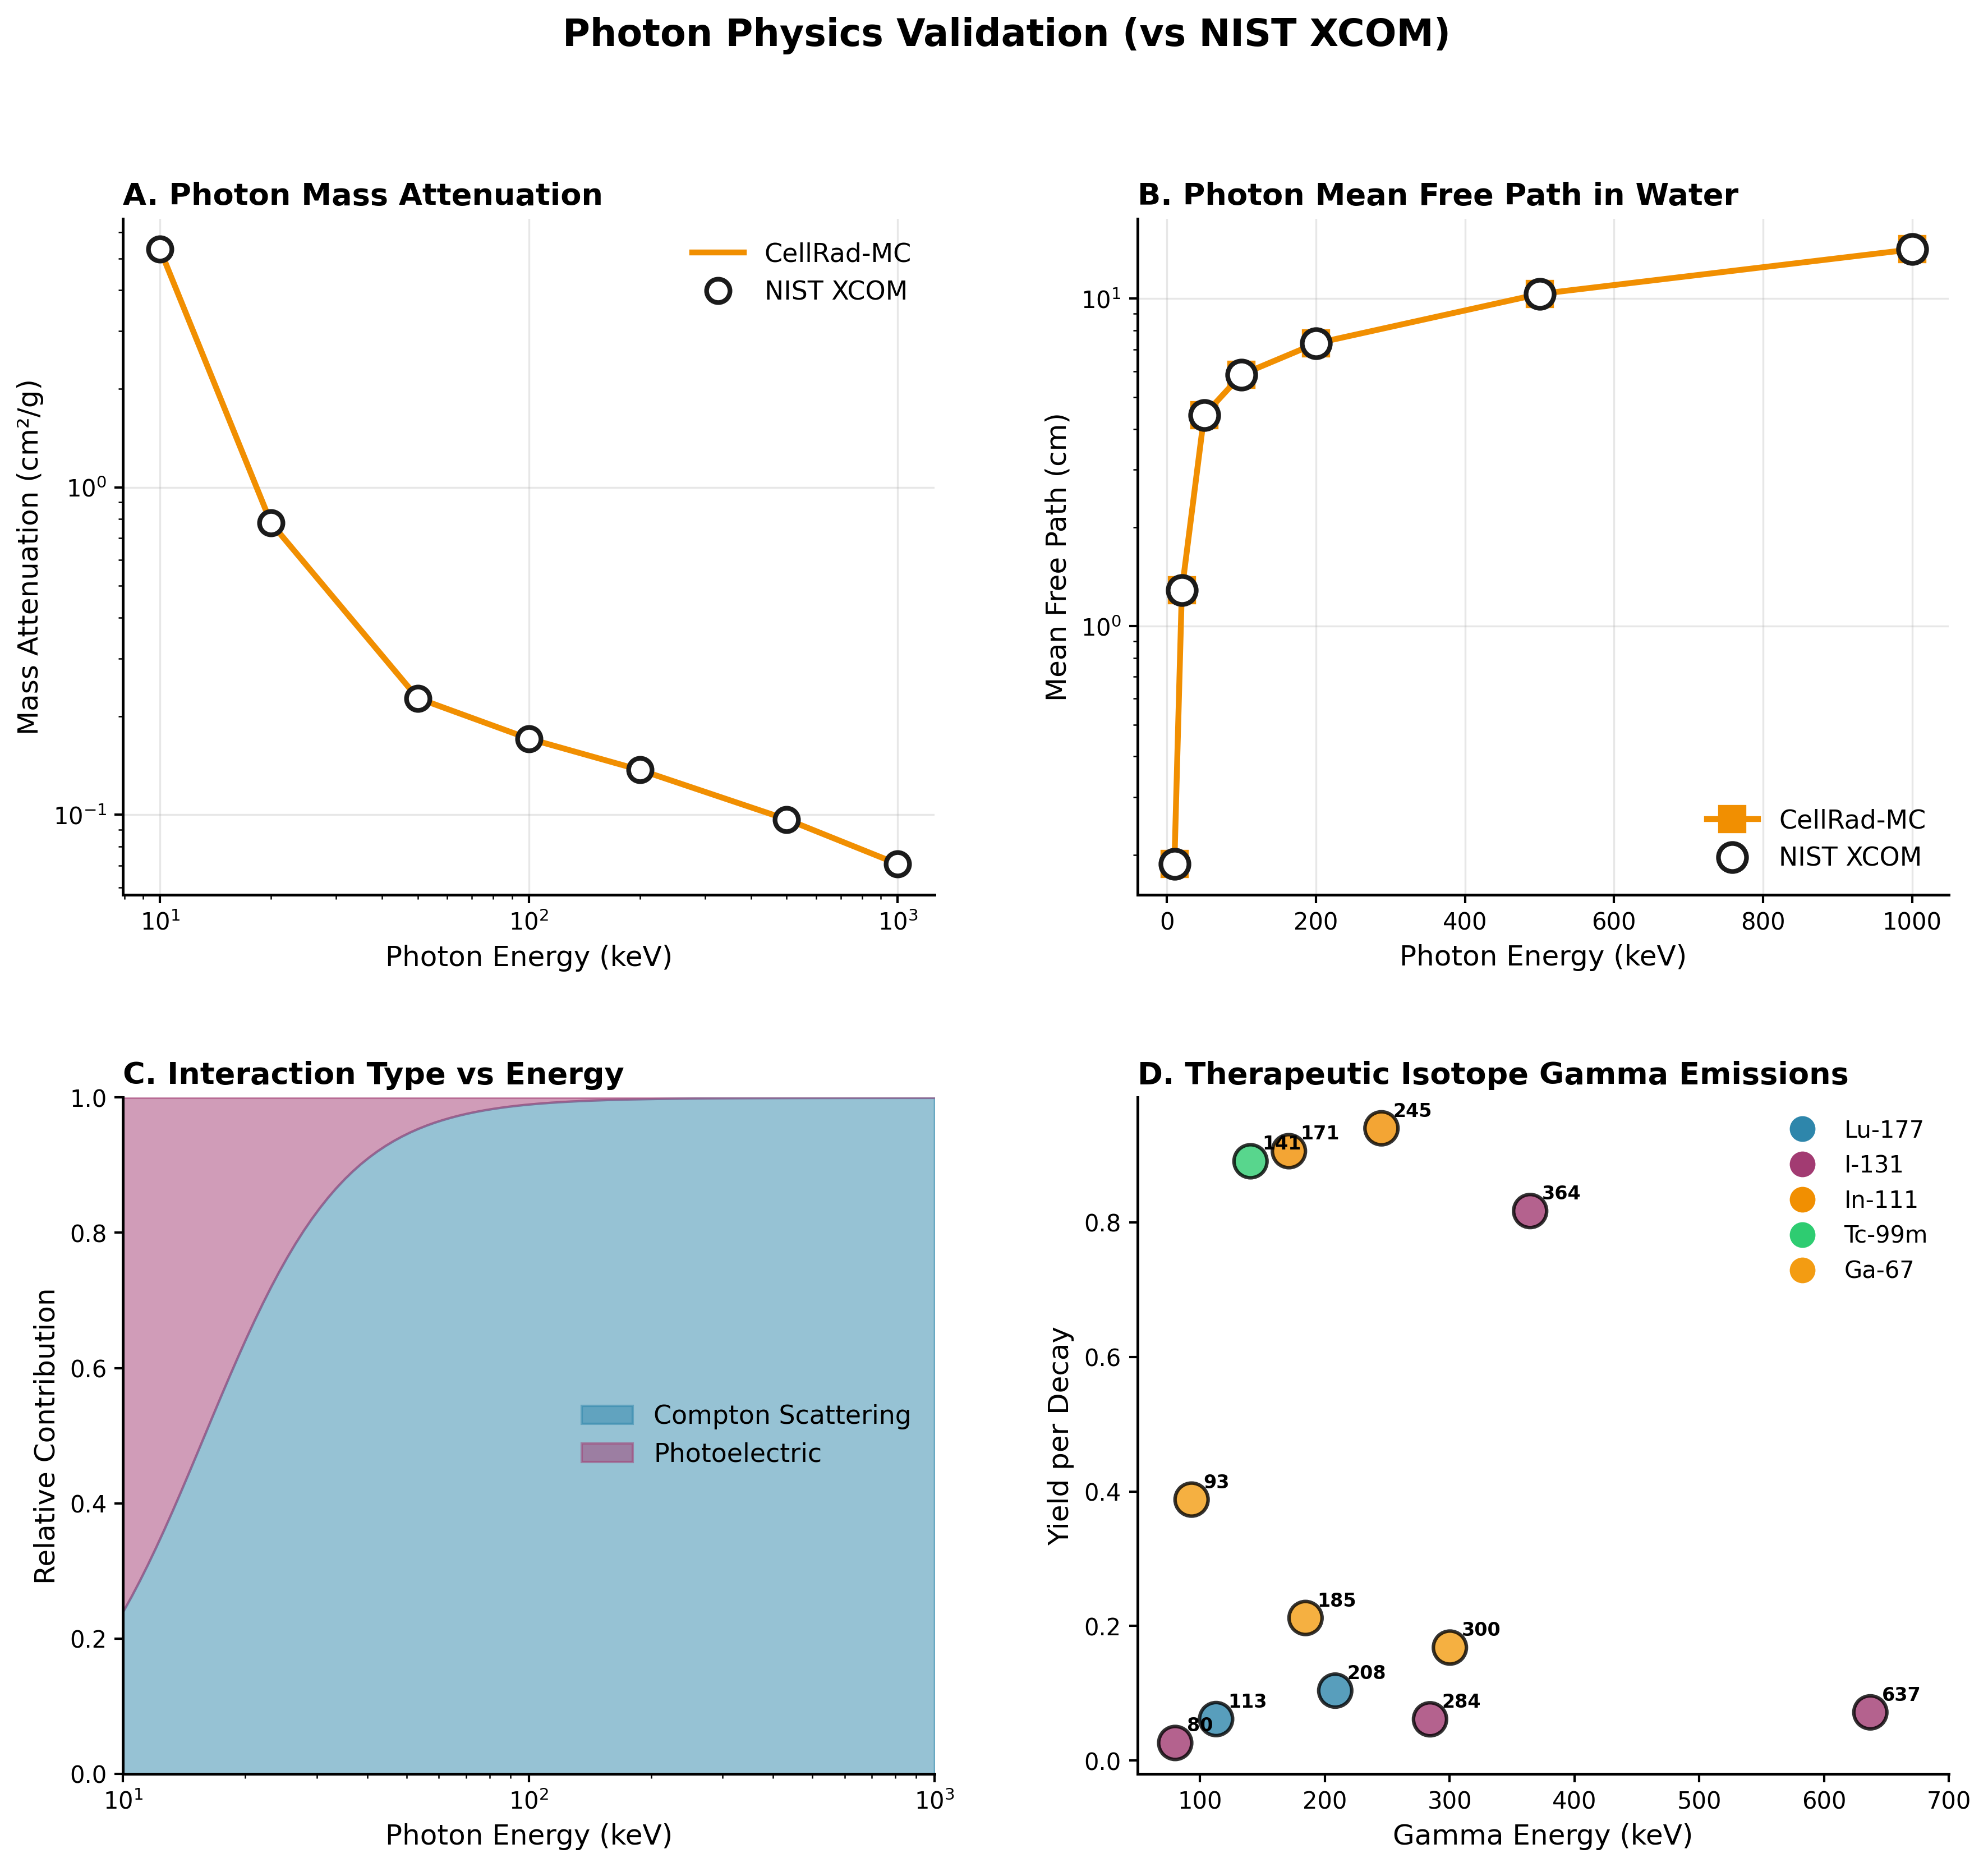 Photon Physics Validation (vs NIST XCOM)
A. Photon Mass Attenuation
Mass Attenuation (cm²/g)
10⁰
10⁻¹
CellRad-MC
NIST XCOM
10¹
10²
10³
Photon Energy (keV)
B. Photon Mean Free Path in Water
Mean Free Path (cm)
10¹
10⁰
CellRad-MC
NIST XCOM
0
200
400
600
800
1000
Photon Energy (keV)
C. Interaction Type vs Energy
Relative Contribution
1.0
0.8
0.6
0.4
0.2
0.0
Compton Scattering
Photoelectric
10¹
10²
10³
Photon Energy (keV)
D. Therapeutic Isotope Gamma Emissions
Yield per Decay
0.8
0.6
0.4
0.2
0.0
245
171
141
364
93
185
300
208
113
284
637
80
Lu-177
I-131
In-111
Tc-99m
Ga-67
100
200
300
400
500
600
700
Gamma Energy (keV)